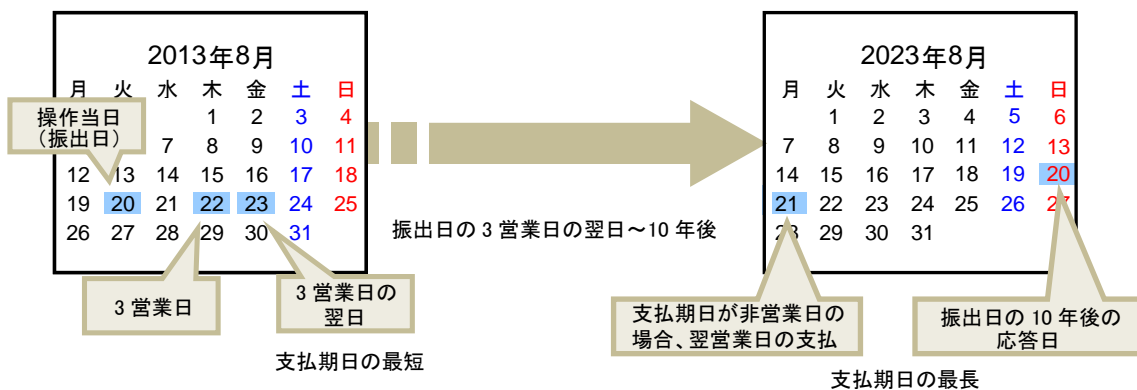 2013年8月
月 火 水 木 金 土 日
1 2 3 4
7 8 9 10 11
12 13 14 15 16 17 18
19 20 21 22 23 24 25
26 27 28 29 30 31
操作当日
(振出日)
3 営業日
3 営業日の
翌日
支払期日の最短
振出日の 3 営業日の翌日～10 年後
2023年8月
月 火 水 木 金 土 日
1 2 3 4 5 6
7 8 9 10 11 12 13
14 15 16 17 18 19 20
21 22 23 24 25 26 27
28 29 30 31
支払期日が非営業日の
場合、翌営業日の支払
振出日の 10 年後の
応答日
支払期日の最長